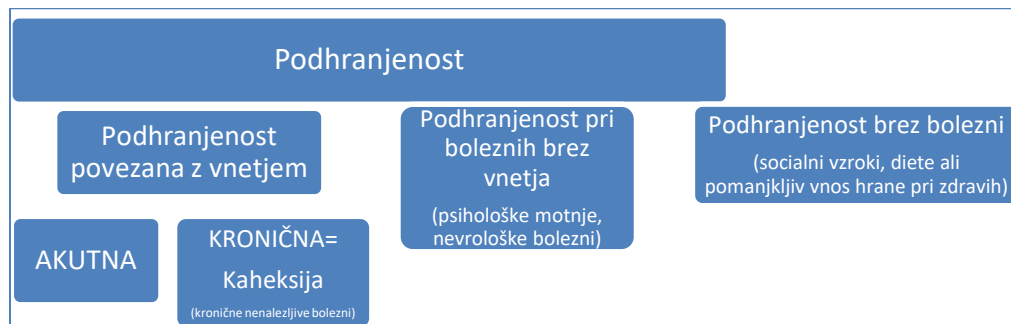 Podhranjenost
Podhranjenost
povezana z vnetjem
Podhranjenost pri
boleznih brez
vnetja
(psihološke motnje,
nevrološke bolezni)
Podhranjenost brez bolezni
(socialni vzroki, diete ali
pomanjkljiv vnos hrane pri zdravih)
AKUTNA
KRONIČNA=
Kaheksija
(kronične nenalezljive bolezni)